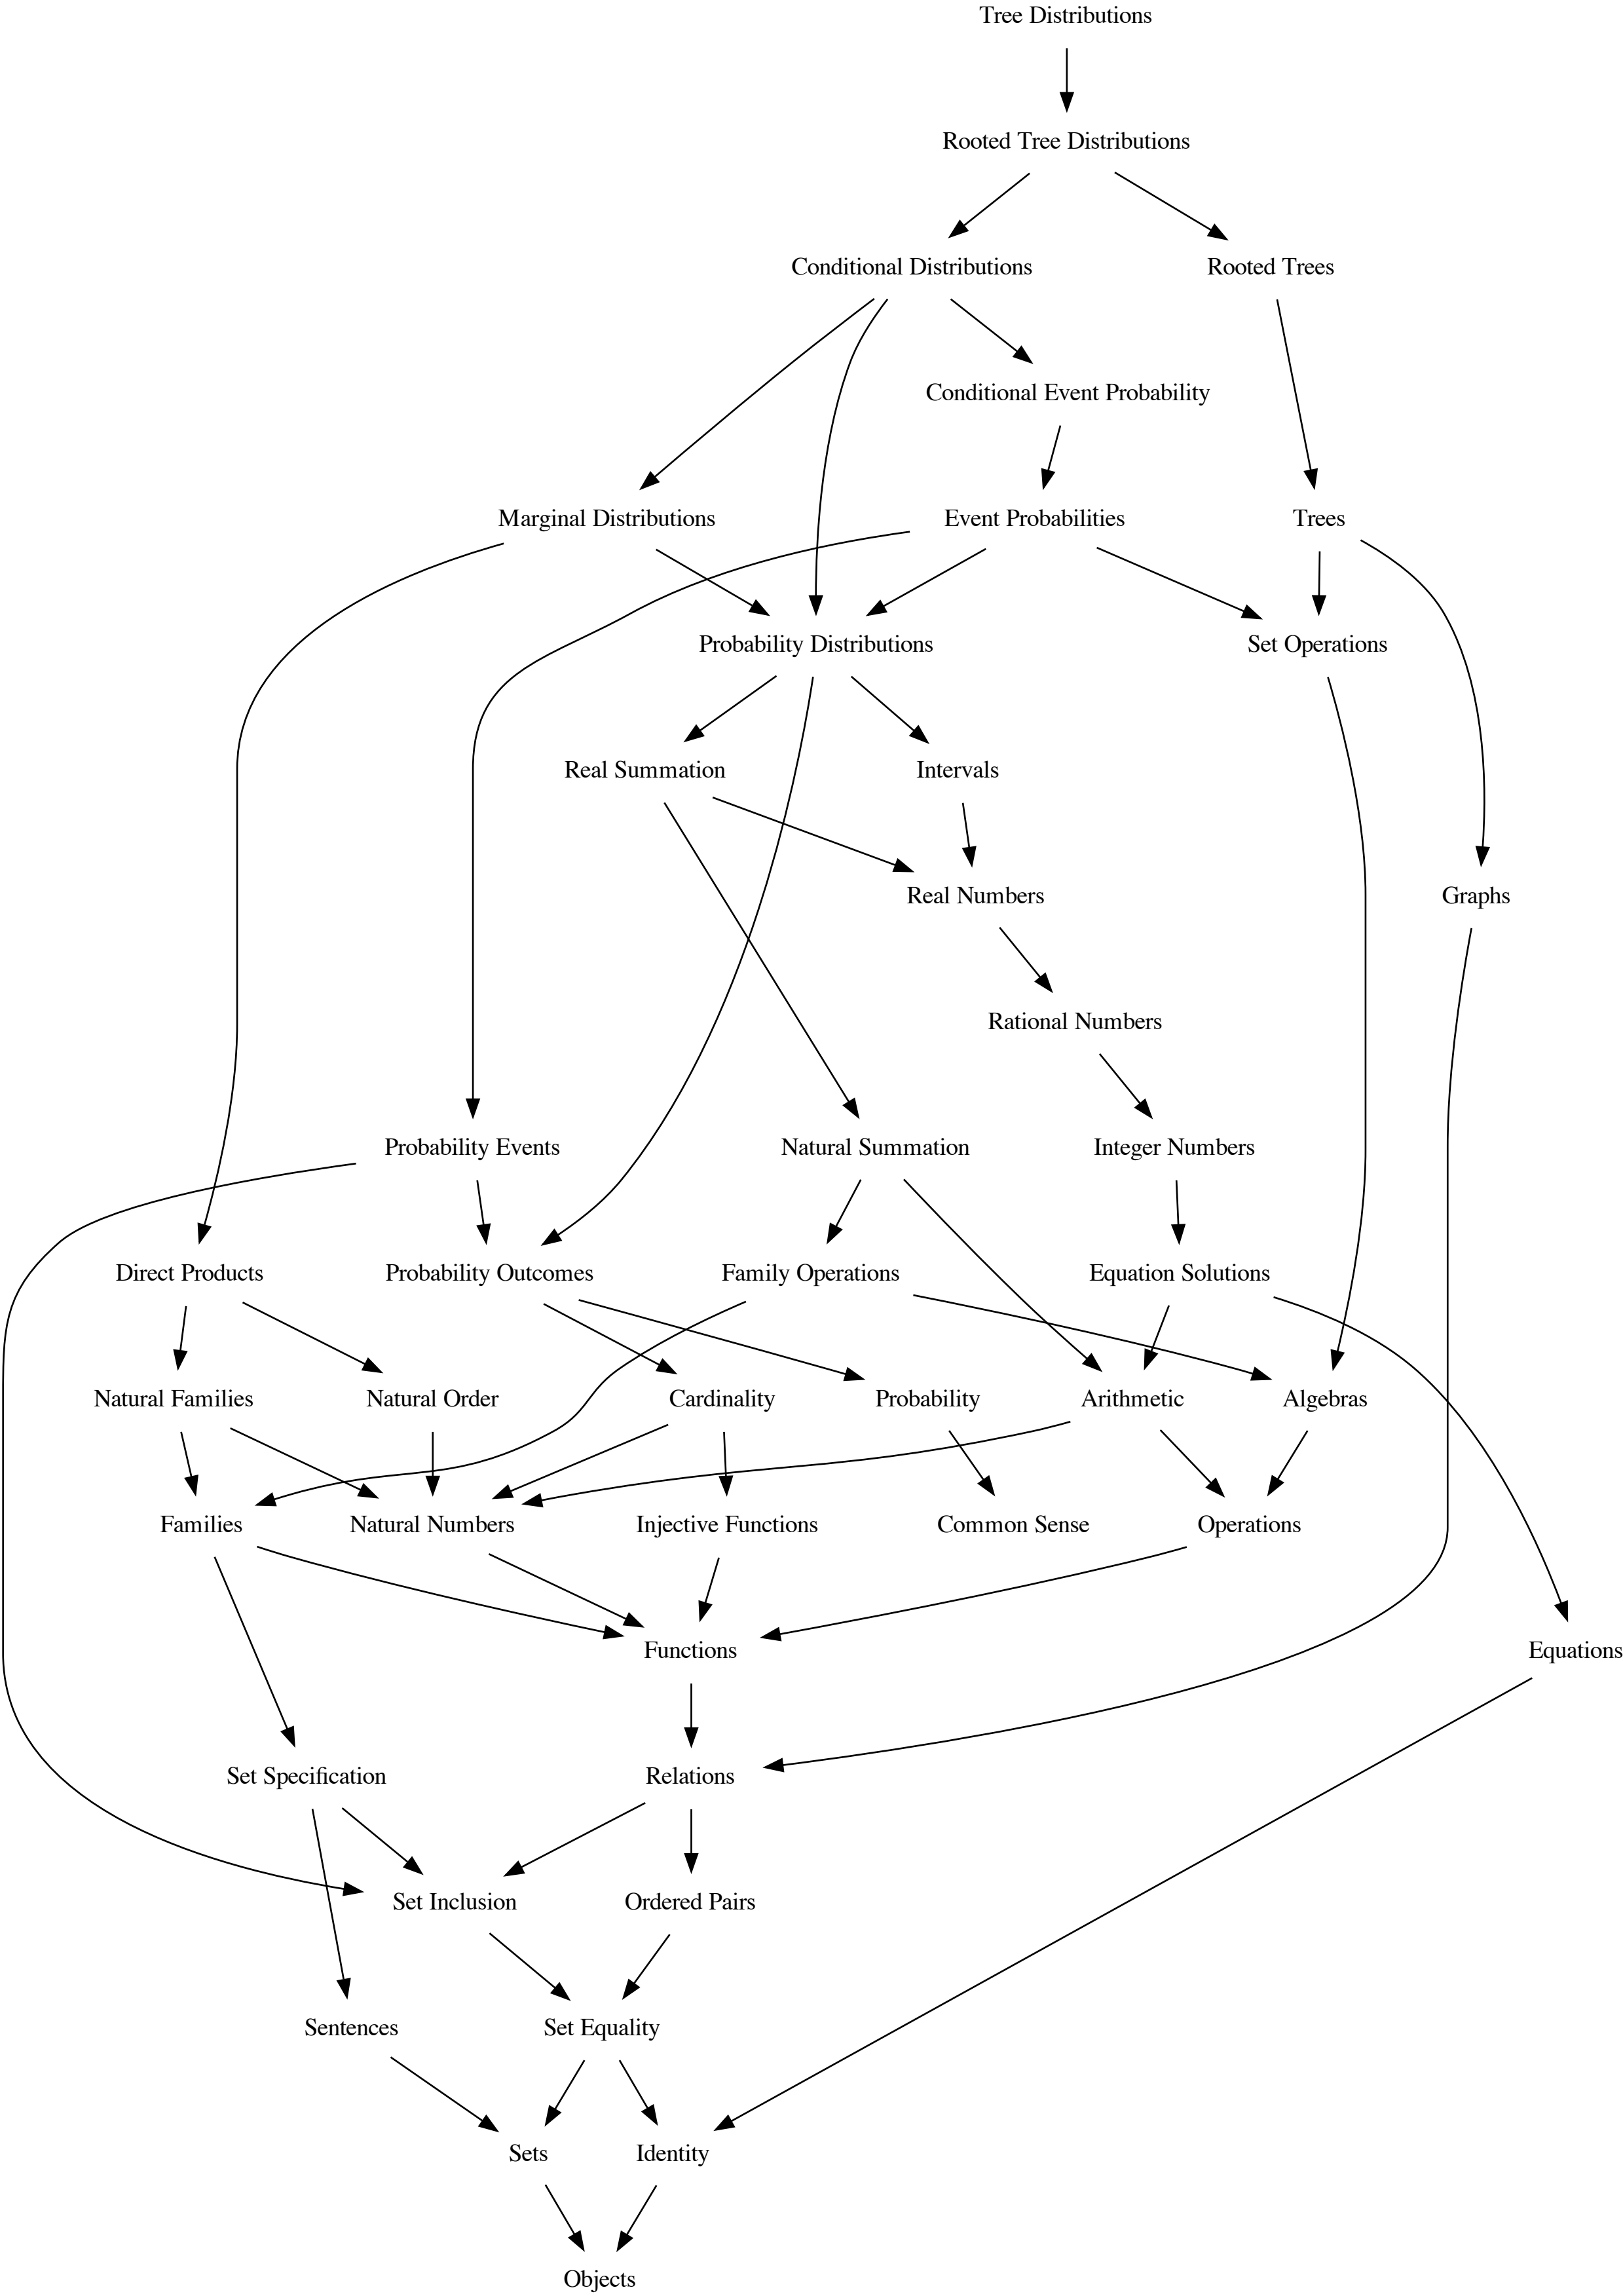 Tree Distributions
Rooted Tree Distributions
Conditional Distributions
Rooted Trees
Conditional Event Probability
Marginal Distributions
Event Probabilities
Trees
Probability Distributions
Set Operations
Real Summation
Intervals
Real Numbers
Graphs
Rational Numbers
Probability Events
Natural Summation
Integer Numbers
Direct Products
Probability Outcomes
Family Operations
Equation Solutions
Natural Families
Natural Order
Cardinality
Probability
Arithmetic
Algebras
Families
Natural Numbers
Injective Functions
Common Sense
Operations
Functions
Equations
Set Specification
Relations
Set Inclusion
Ordered Pairs
Sentences
Set Equality
Sets
Identity
Objects